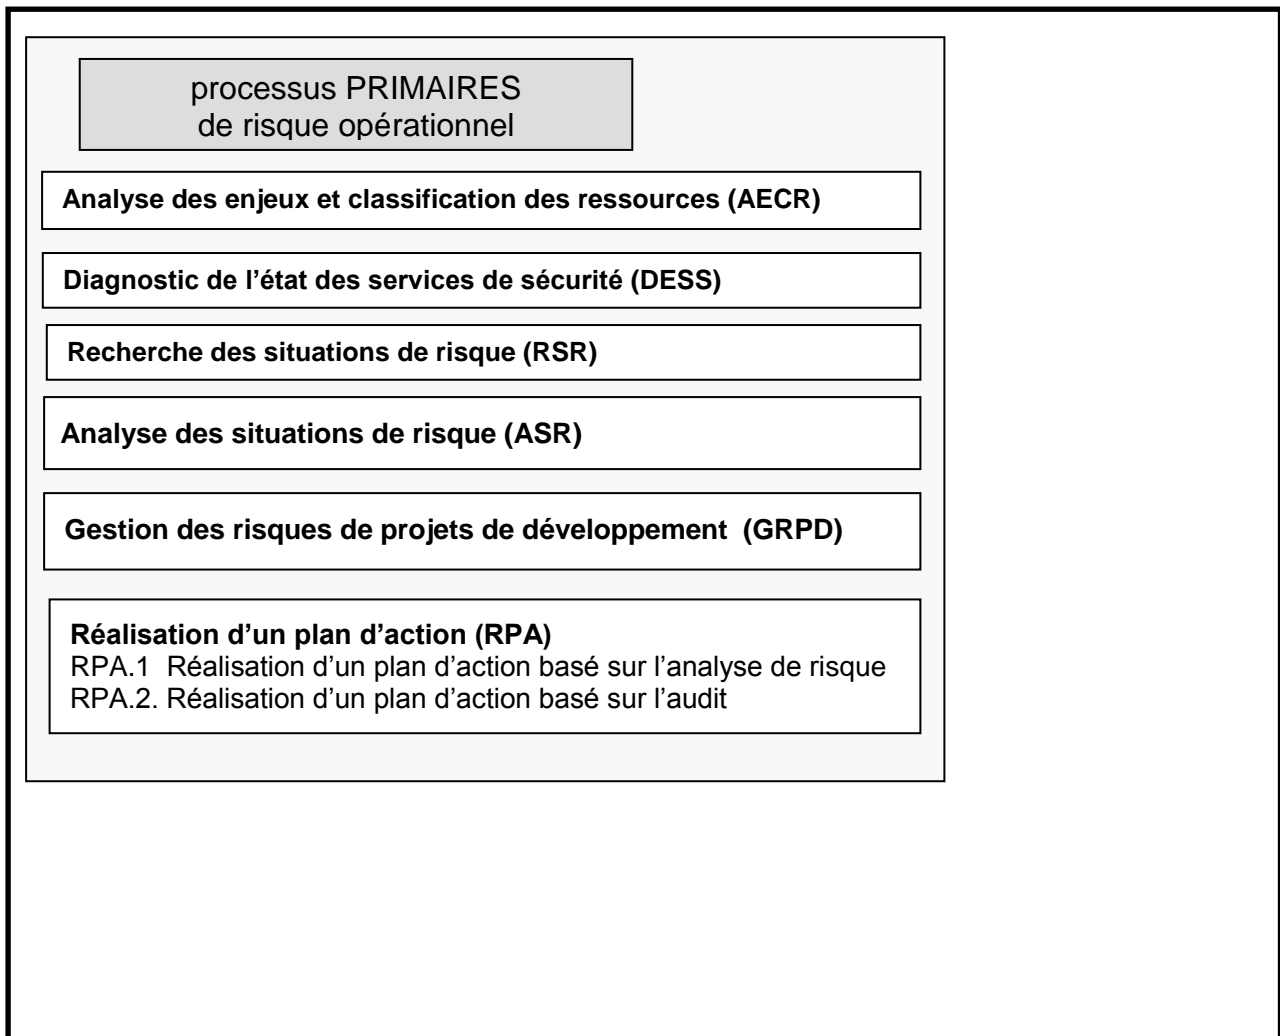 processus PRIMAIRES
de risque opérationnel
Analyse des enjeux et classification des ressources (AECR)
Diagnostic de l’état des services de sécurité (DESS)
Recherche des situations de risque (RSR)
Analyse des situations de risque (ASR)
Gestion des risques de projets de développement  (GRPD)
Réalisation d’un plan d’action (RPA)
RPA.1  Réalisation d’un plan d’action basé sur l’analyse de risque
RPA.2. Réalisation d’un plan d’action basé sur l’audit